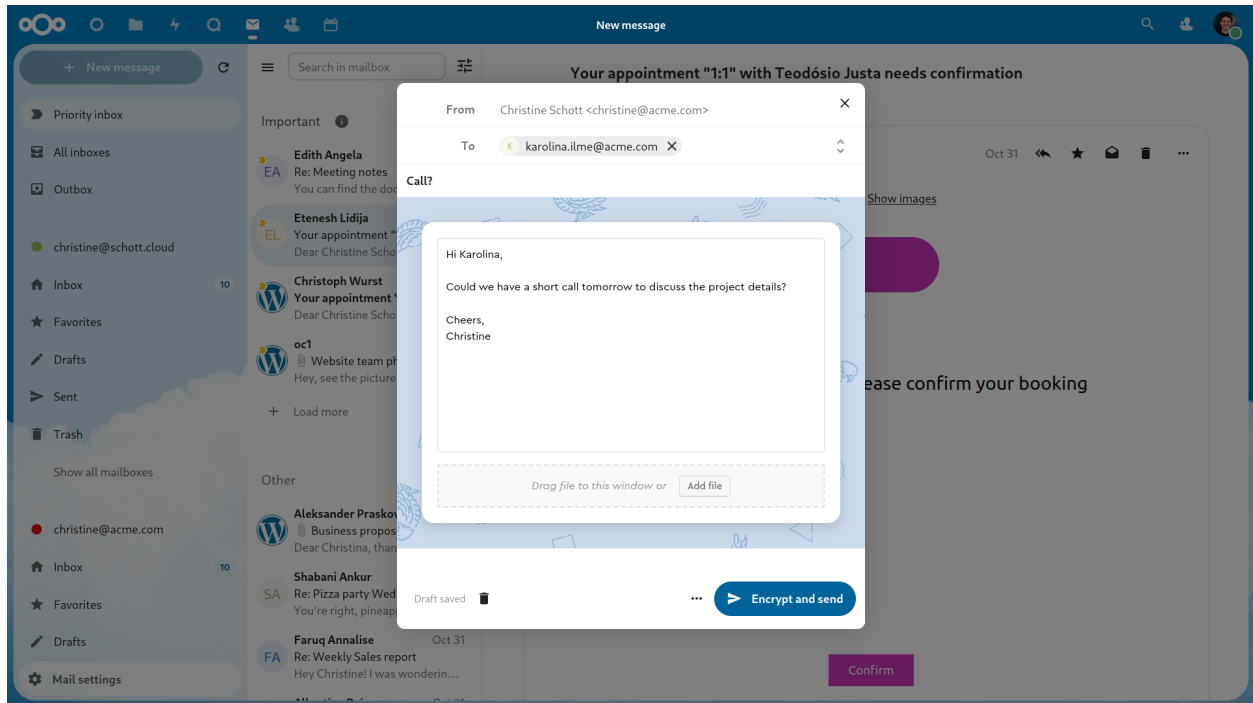 New message
+ New message
Search in mailbox
Your appointment "1:1" with Teodósio Justa needs confirmation
Priority inbox
All inboxes
Outbox
christine@schott.cloud
Inbox 10
Favorites
Drafts
Sent
Trash
Show all mailboxes
christine@acme.com
Inbox 10
Favorites
Drafts
Mail settings
Important
Edith Angela
EA
Re: Meeting notes
You can find the doc
Etenesh Lidija
EL
Your appointment "
Dear Christine Scho
Christoph Wurst
Your appointment "
Dear Christine Scho
oc1
Website team ph
Hey, see the picture
+ Load more
Other
Aleksander Praskov
Business propos
Dear Christina, than
Shabani Ankur
SA
Re: Pizza party Wed
You're right, pineap
Faruq Annalise Oct 31
FA
Re: Weekly Sales report
Hey Christine! I was wonderin...
From Christine Schott <christine@acme.com>
To K karolina.ilme@acme.com
Call?
Hi Karolina,
Could we have a short call tomorrow to discuss the project details?
Cheers,
Christine
Drag file to this window or Add file
Draft saved
Encrypt and send
Oct 31
Show images
ease confirm your booking
Confirm